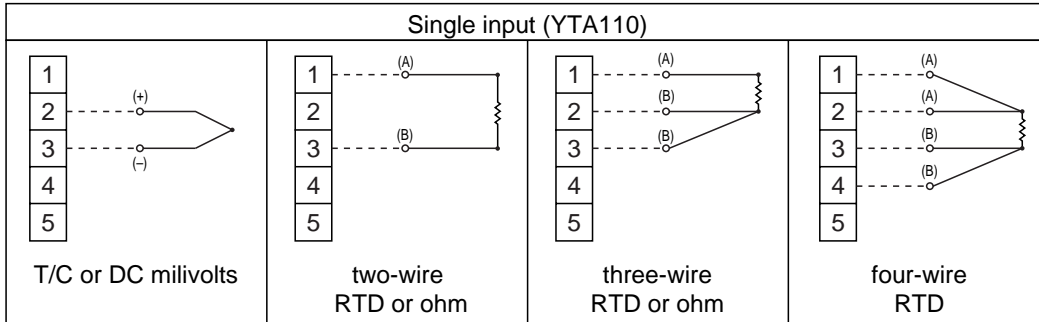 Single input (YTA110)
1
2
3
4
5
(+)
(–)
T/C or DC milivolts
1
2
3
4
5
(A)
(B)
two-wire
RTD or ohm
1
2
3
4
5
(A)
(B)
(B)
three-wire
RTD or ohm
1
2
3
4
5
(A)
(A)
(B)
(B)
four-wire
RTD